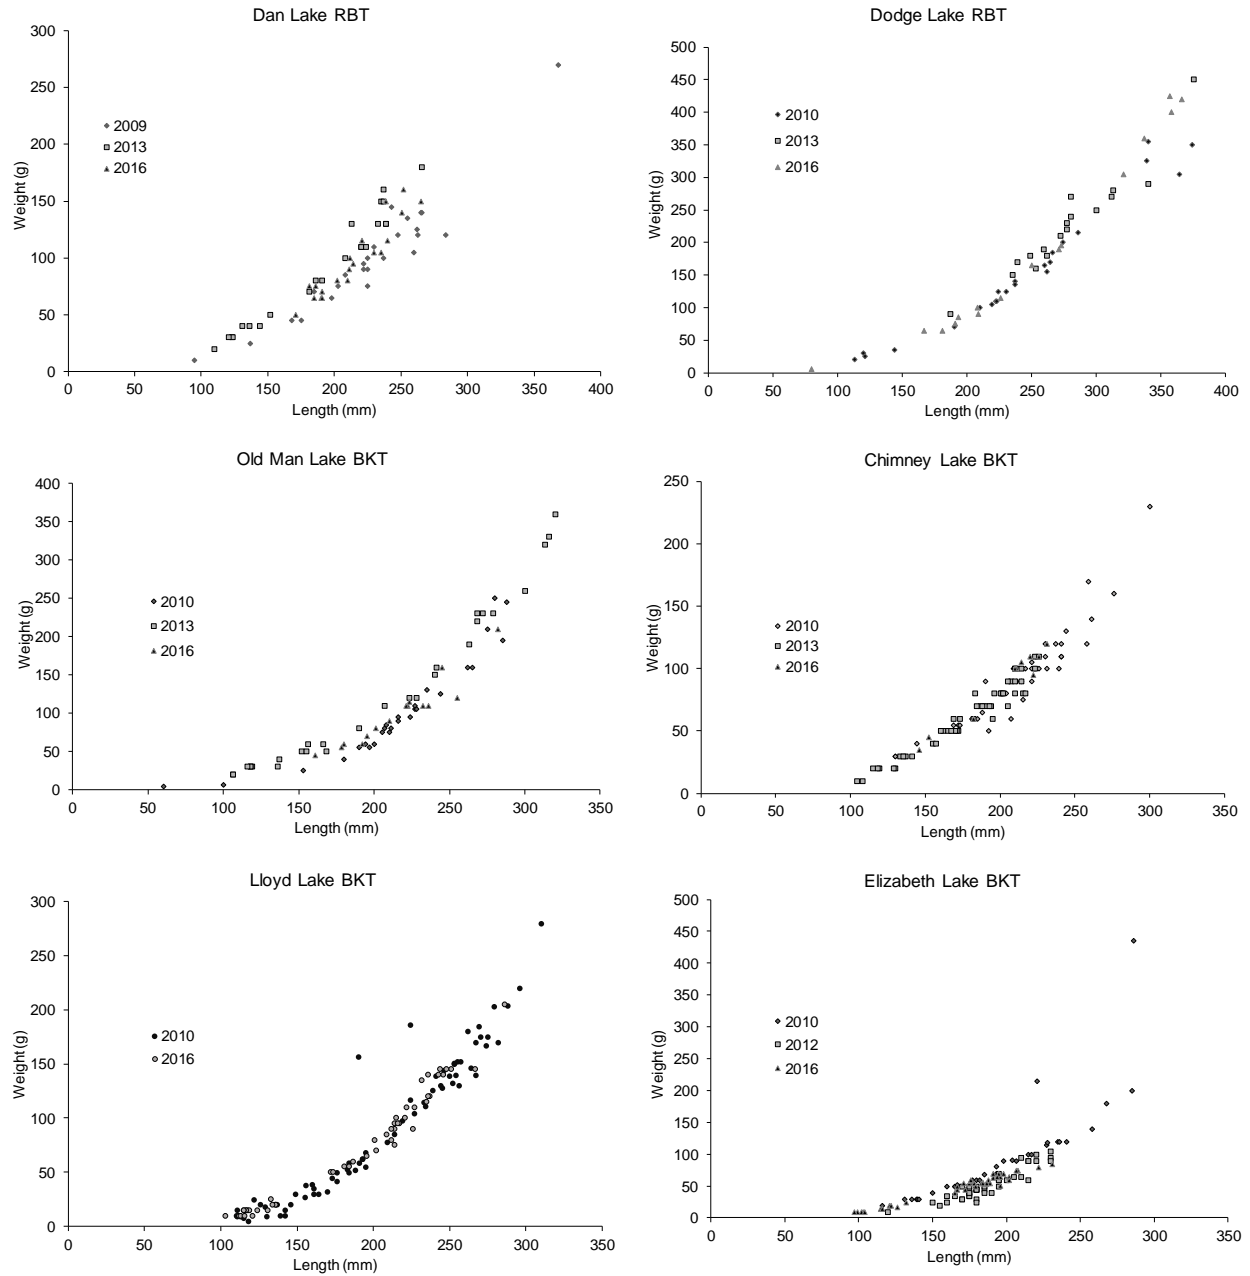 Dan Lake RBT
300
250
200
150
100
50
0
Weight (g)
2009
2013
2016
0 50 100 150 200 250 300 350 400
Length (mm)
Dodge Lake RBT
500
450
400
350
300
250
200
150
100
50
0
Weight (g)
2010
2013
2016
0 50 100 150 200 250 300 350 400
Length (mm)
Old Man Lake BKT
400
350
300
250
200
150
100
50
0
Weight (g)
2010
2013
2016
0 50 100 150 200 250 300 350
Length (mm)
Chimney Lake BKT
250
200
150
100
50
0
Weight (g)
2010
2013
2016
0 50 100 150 200 250 300 350
Length (mm)
Lloyd Lake BKT
300
250
200
150
100
50
0
Weight (g)
2010
2016
0 50 100 150 200 250 300 350
Length (mm)
Elizabeth Lake BKT
500
450
400
350
300
250
200
150
100
50
0
Weight (g)
2010
2012
2016
0 50 100 150 200 250 300 350
Length (mm)